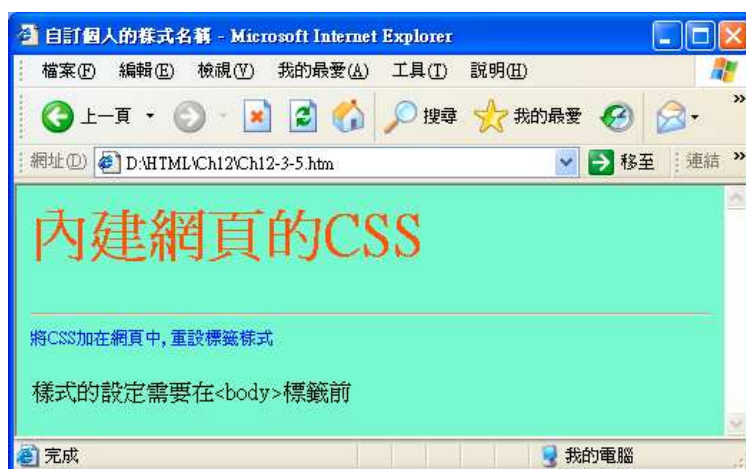 自訂個人的樣式名稱 - Microsoft Internet Explorer
檔案(F) 編輯(E) 檢視(V) 我的最愛(A) 工具(T) 說明(H)
上一頁 搜尋 我的最愛 »
網址(D) D:\HTML\Ch12\Ch12-3-5.htm 移至 連結 »
內建網頁的CSS
將CSS加在網頁中,重設標籤樣式
樣式的設定需要在<body>標籤前
完成 我的電腦